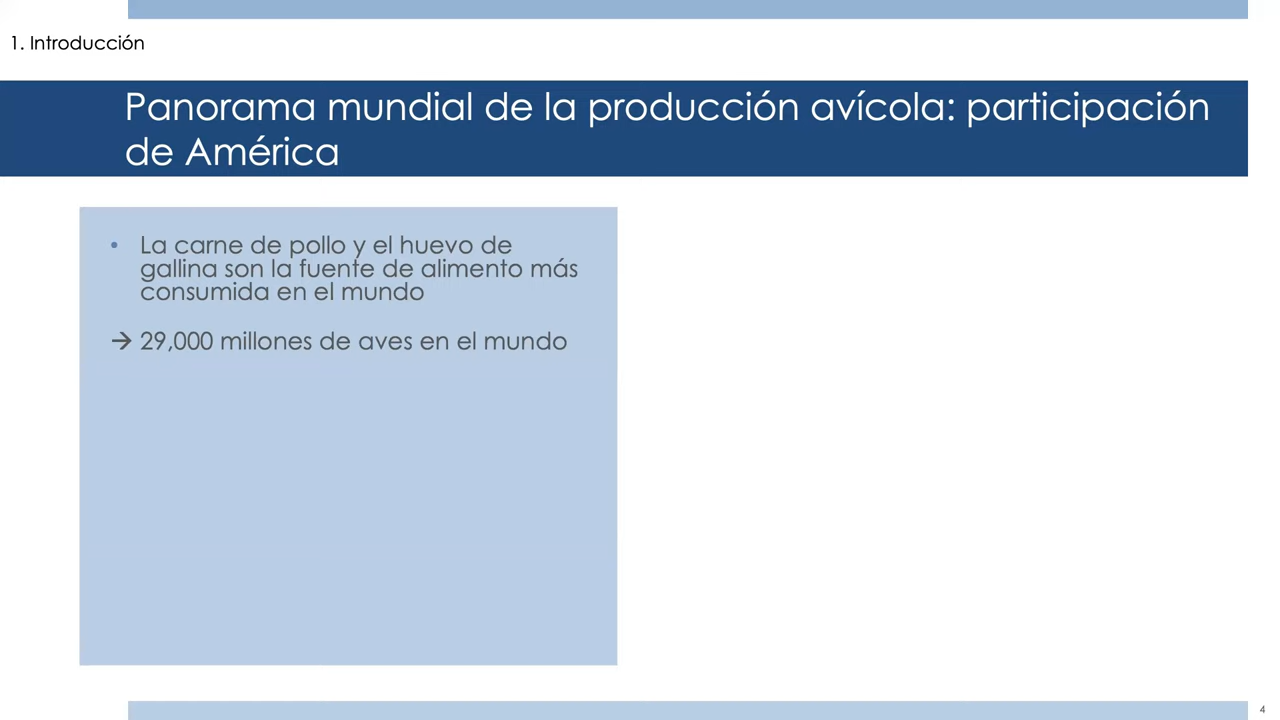 1. Introducción
Panorama mundial de la producción avícola: participación
de América
• La carne de pollo y el huevo de
gallina son la fuente de alimento más
consumida en el mundo
→ 29,000 millones de aves en el mundo
4